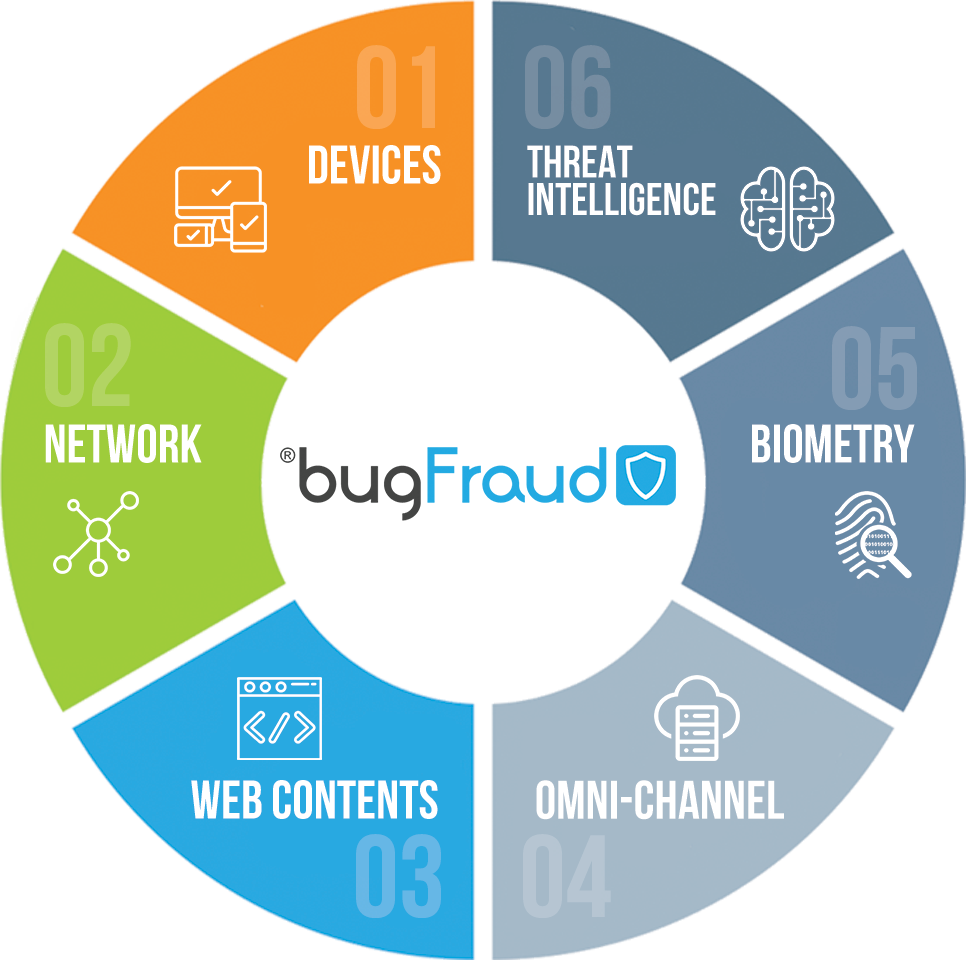 01
DEVICES
06
THREAT
INTELLIGENCE
02
NETWORK
05
BIOMETRY
®bugFraud
WEB CONTENTS
03
OMNI-CHANNEL
04